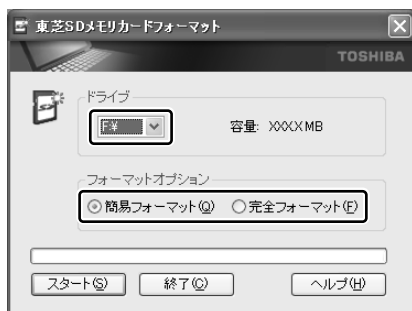 東芝SDメモリカードフォーマット
TOSHIBA
ドライブ
F¥ 容量: XXXXMB
フォーマットオプション
簡易フォーマット(Q) 完全フォーマット(F)
スタート(S) 終了(C) ヘルプ(H)